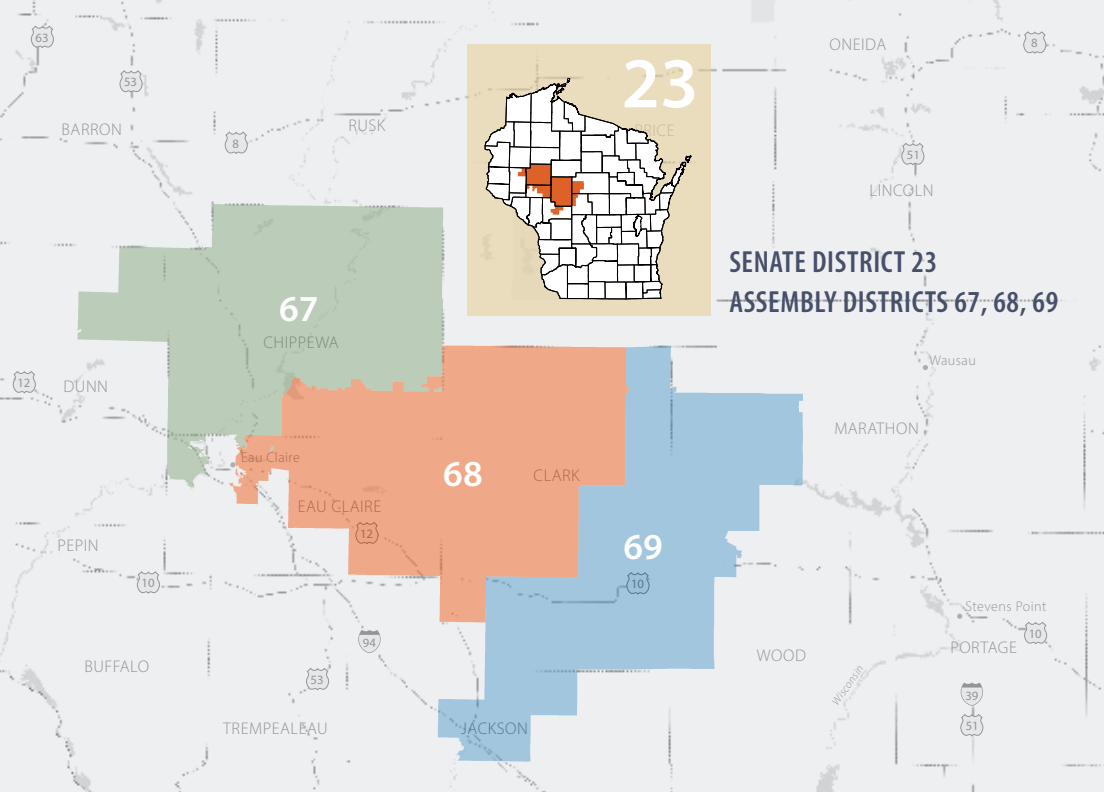 63
ONEIDA
8
53
23
BARRON
RUSK
PRICE
8
51
LINCOLN
SENATE DISTRICT 23
67
ASSEMBLY DISTRICTS 67, 68, 69
CHIPPEWA
Wausau
12
DUNN
MARATHON
Eau Claire
68
CLARK
EAU CLAIRE
12
PEPIN
69
10
10
Stevens Point
10
94
PORTAGE
BUFFALO
WOOD
53
Wisconsin
39
TREMPEALEAU
JACKSON
51